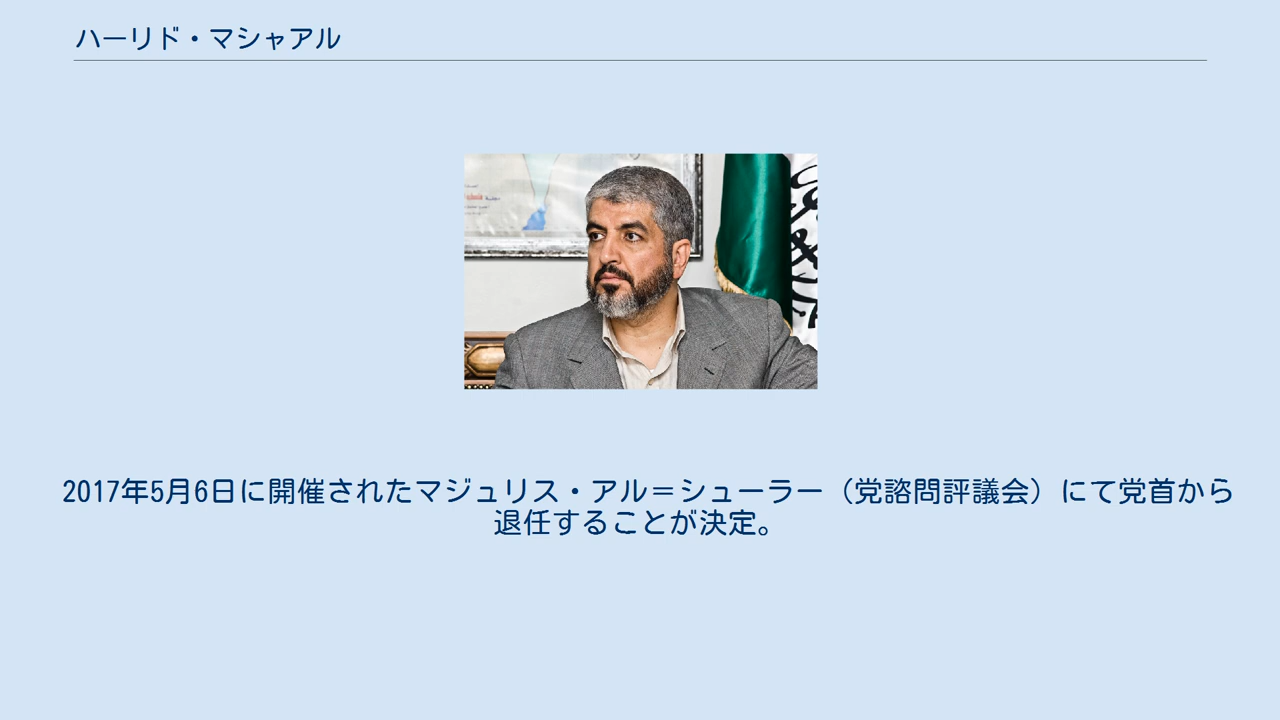 ハーリド・マシャアル
2017年5月6日に開催されたマジュリス・アル＝シューラー（党諮問評議会）にて党首から
退任することが決定。